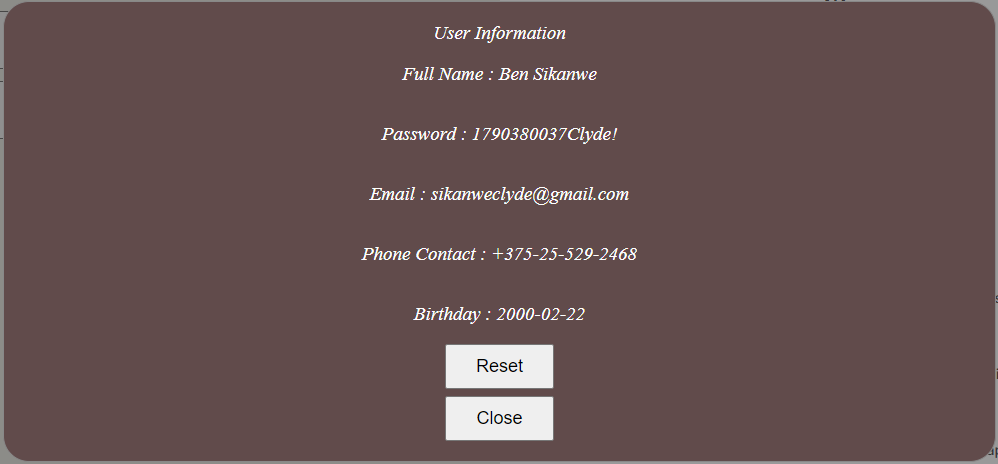 User Information
Full Name : Ben Sikanwe
Password : 1790380037Clyde!
Email : sikanweclyde@gmail.com
Phone Contact : +375-25-529-2468
Birthday : 2000-02-22
Reset
Close